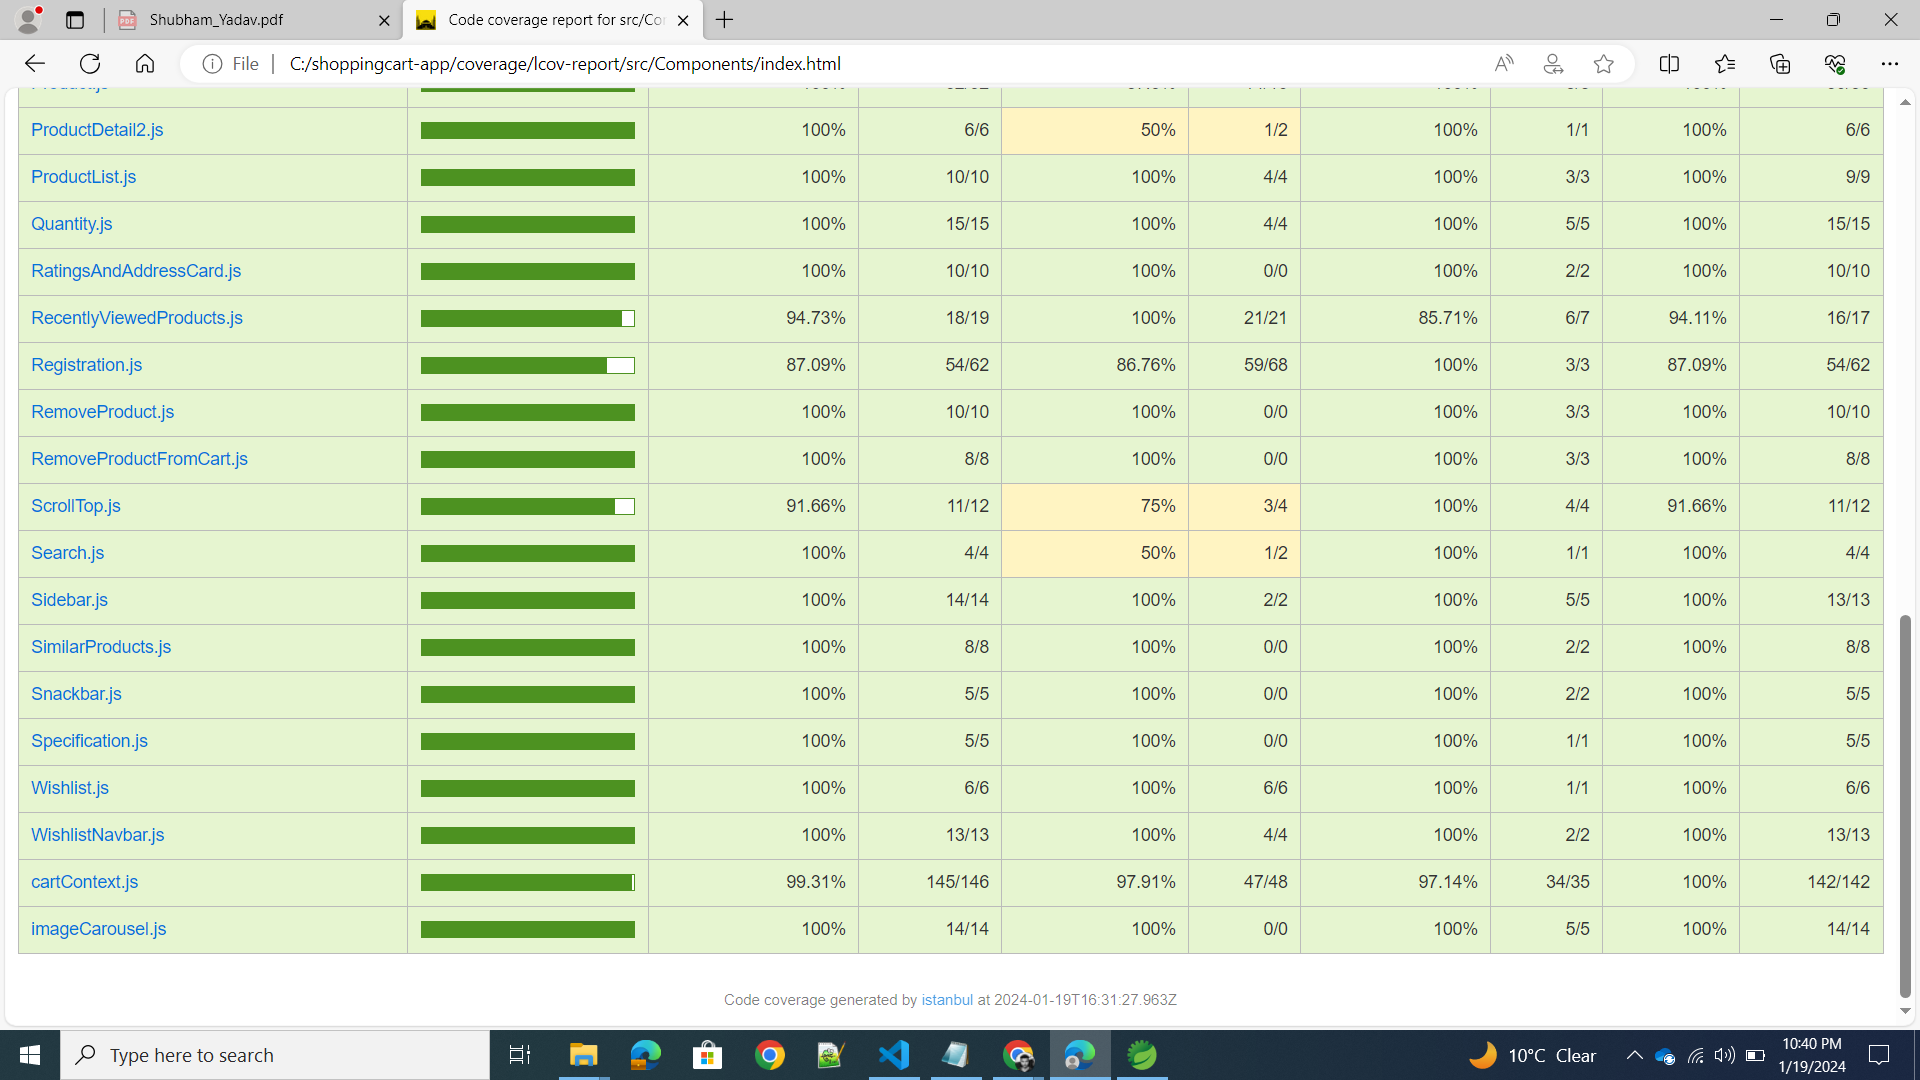 Shubham_Yadav.pdf
Code coverage report for src/Cor
File
C:/shoppingcart-app/coverage/lcov-report/src/Components/index.html
ProductDetail2.js 100% 6/6 50% 1/2 100% 1/1 100% 6/6
ProductList.js 100% 10/10 100% 4/4 100% 3/3 100% 9/9
Quantity.js 100% 15/15 100% 4/4 100% 5/5 100% 15/15
RatingsAndAddressCard.js 100% 10/10 100% 0/0 100% 2/2 100% 10/10
RecentlyViewedProducts.js 94.73% 18/19 100% 21/21 85.71% 6/7 94.11% 16/17
Registration.js 87.09% 54/62 86.76% 59/68 100% 3/3 87.09% 54/62
RemoveProduct.js 100% 10/10 100% 0/0 100% 3/3 100% 10/10
RemoveProductFromCart.js 100% 8/8 100% 0/0 100% 3/3 100% 8/8
ScrollTop.js 91.66% 11/12 75% 3/4 100% 4/4 91.66% 11/12
Search.js 100% 4/4 50% 1/2 100% 1/1 100% 4/4
Sidebar.js 100% 14/14 100% 2/2 100% 5/5 100% 13/13
SimilarProducts.js 100% 8/8 100% 0/0 100% 2/2 100% 8/8
Snackbar.js 100% 5/5 100% 0/0 100% 2/2 100% 5/5
Specification.js 100% 5/5 100% 0/0 100% 1/1 100% 5/5
Wishlist.js 100% 6/6 100% 6/6 100% 1/1 100% 6/6
WishlistNavbar.js 100% 13/13 100% 4/4 100% 2/2 100% 13/13
cartContext.js 99.31% 145/146 97.91% 47/48 97.14% 34/35 100% 142/142
imageCarousel.js 100% 14/14 100% 0/0 100% 5/5 100% 14/14
Code coverage generated by istanbul at 2024-01-19T16:31:27.963Z
Type here to search
10°C Clear
10:40 PM
1/19/2024